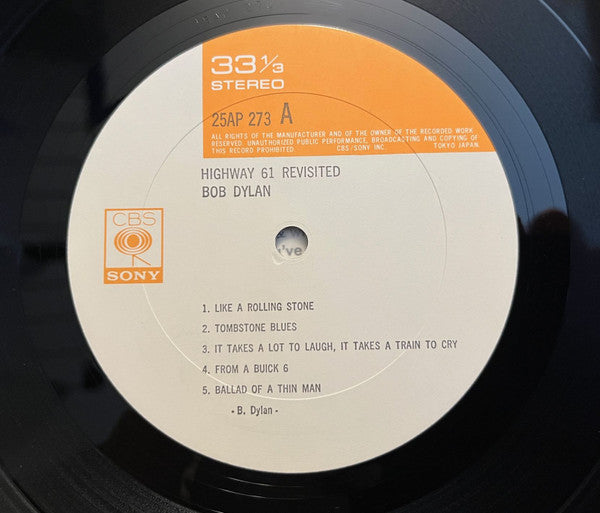 33 1/3
STEREO
25AP 273 A
ALL RIGHTS OF THE MANUFACTURER AND OF THE OWNER OF THE RECORDED WORK
RESERVED. UNAUTHORIZED PUBLIC PERFORMANCE, BROADCASTING AND COPYING OF
THIS RECORD PROHIBITED. CBS/SONY INC. TOKYO JAPAN.
HIGHWAY 61 REVISITED
BOB DYLAN
CBS
SONY
've
1. LIKE A ROLLING STONE
2. TOMBSTONE BLUES
3. IT TAKES A LOT TO LAUGH, IT TAKES A TRAIN TO CRY
4. FROM A BUICK 6
5. BALLAD OF A THIN MAN
- B. Dylan -